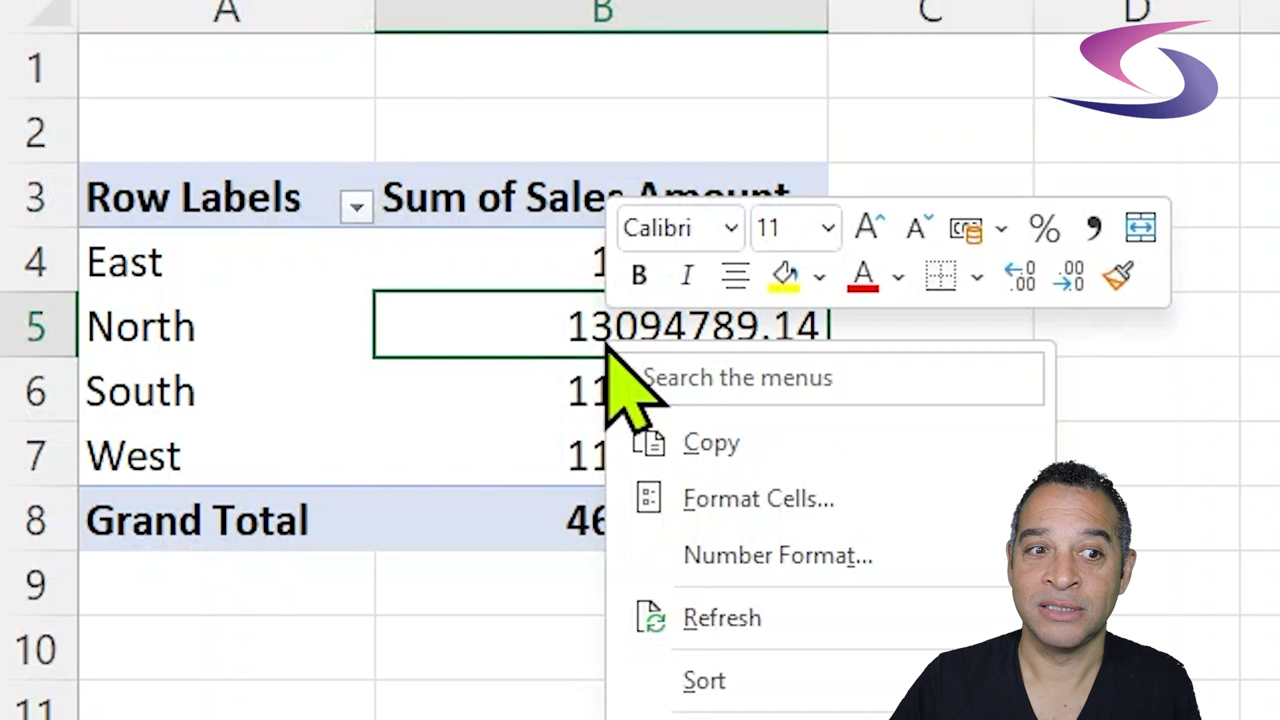 A B C D
1
2
3 Row Labels Sum of Sales Amount
Calibri 11 %
B I A
4 East 1
5 North 13094789.14
Search the menus
6 South 11
Copy
7 West 11
Format Cells...
8 Grand Total 46
Number Format...
9
Refresh
10
Sort
11